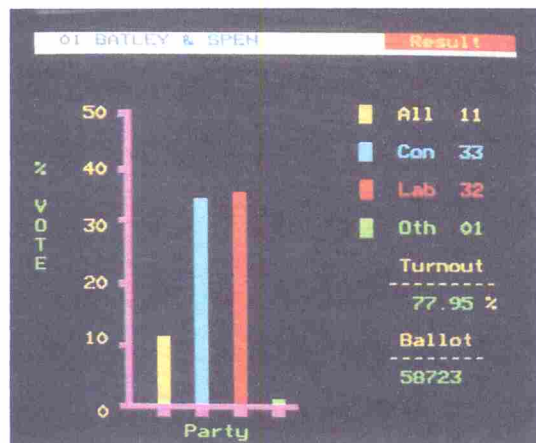 01 BATLEY & SPEN Result
50
40
30
20
10
0
% VOTE
Party
All 11
Con 33
Lab 32
Oth 01
Turnout
77.95 %
Ballot
58723